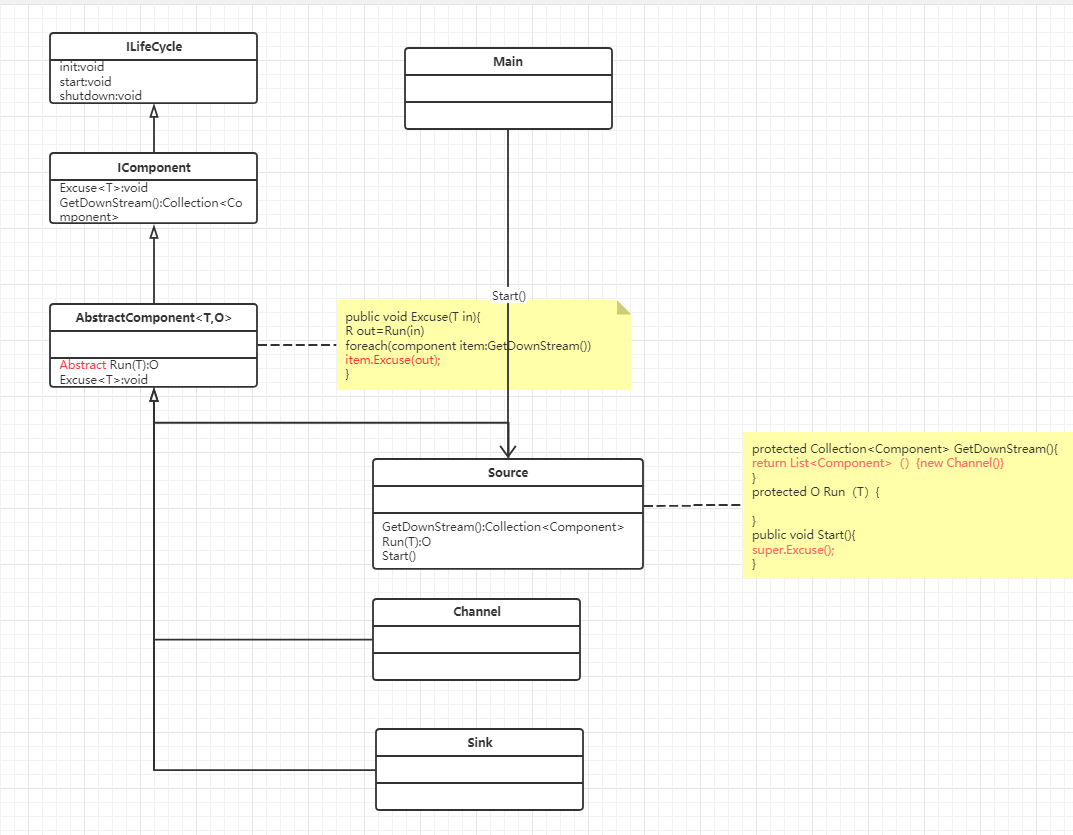 ILifeCycle
init:void
start:void
shutdown:void
Main
IComponent
Excuse<T>:void
GetDownStream():Collection<Co
mponent>
Start()
AbstractComponent<T,O>
Abstract Run(T):O
Excuse<T>:void
public void Excuse(T in){
R out=Run(in)
foreach(component item:GetDownStream())
item.Excuse(out);
}
Source
GetDownStream():Collection<Component>
Run(T):O
Start()
protected Collection<Component> GetDownStream(){
return List<Component>（）{new Channel()}
}
protected O Run（T）{
}
public void Start(){
super.Excuse();
}
Channel
Sink